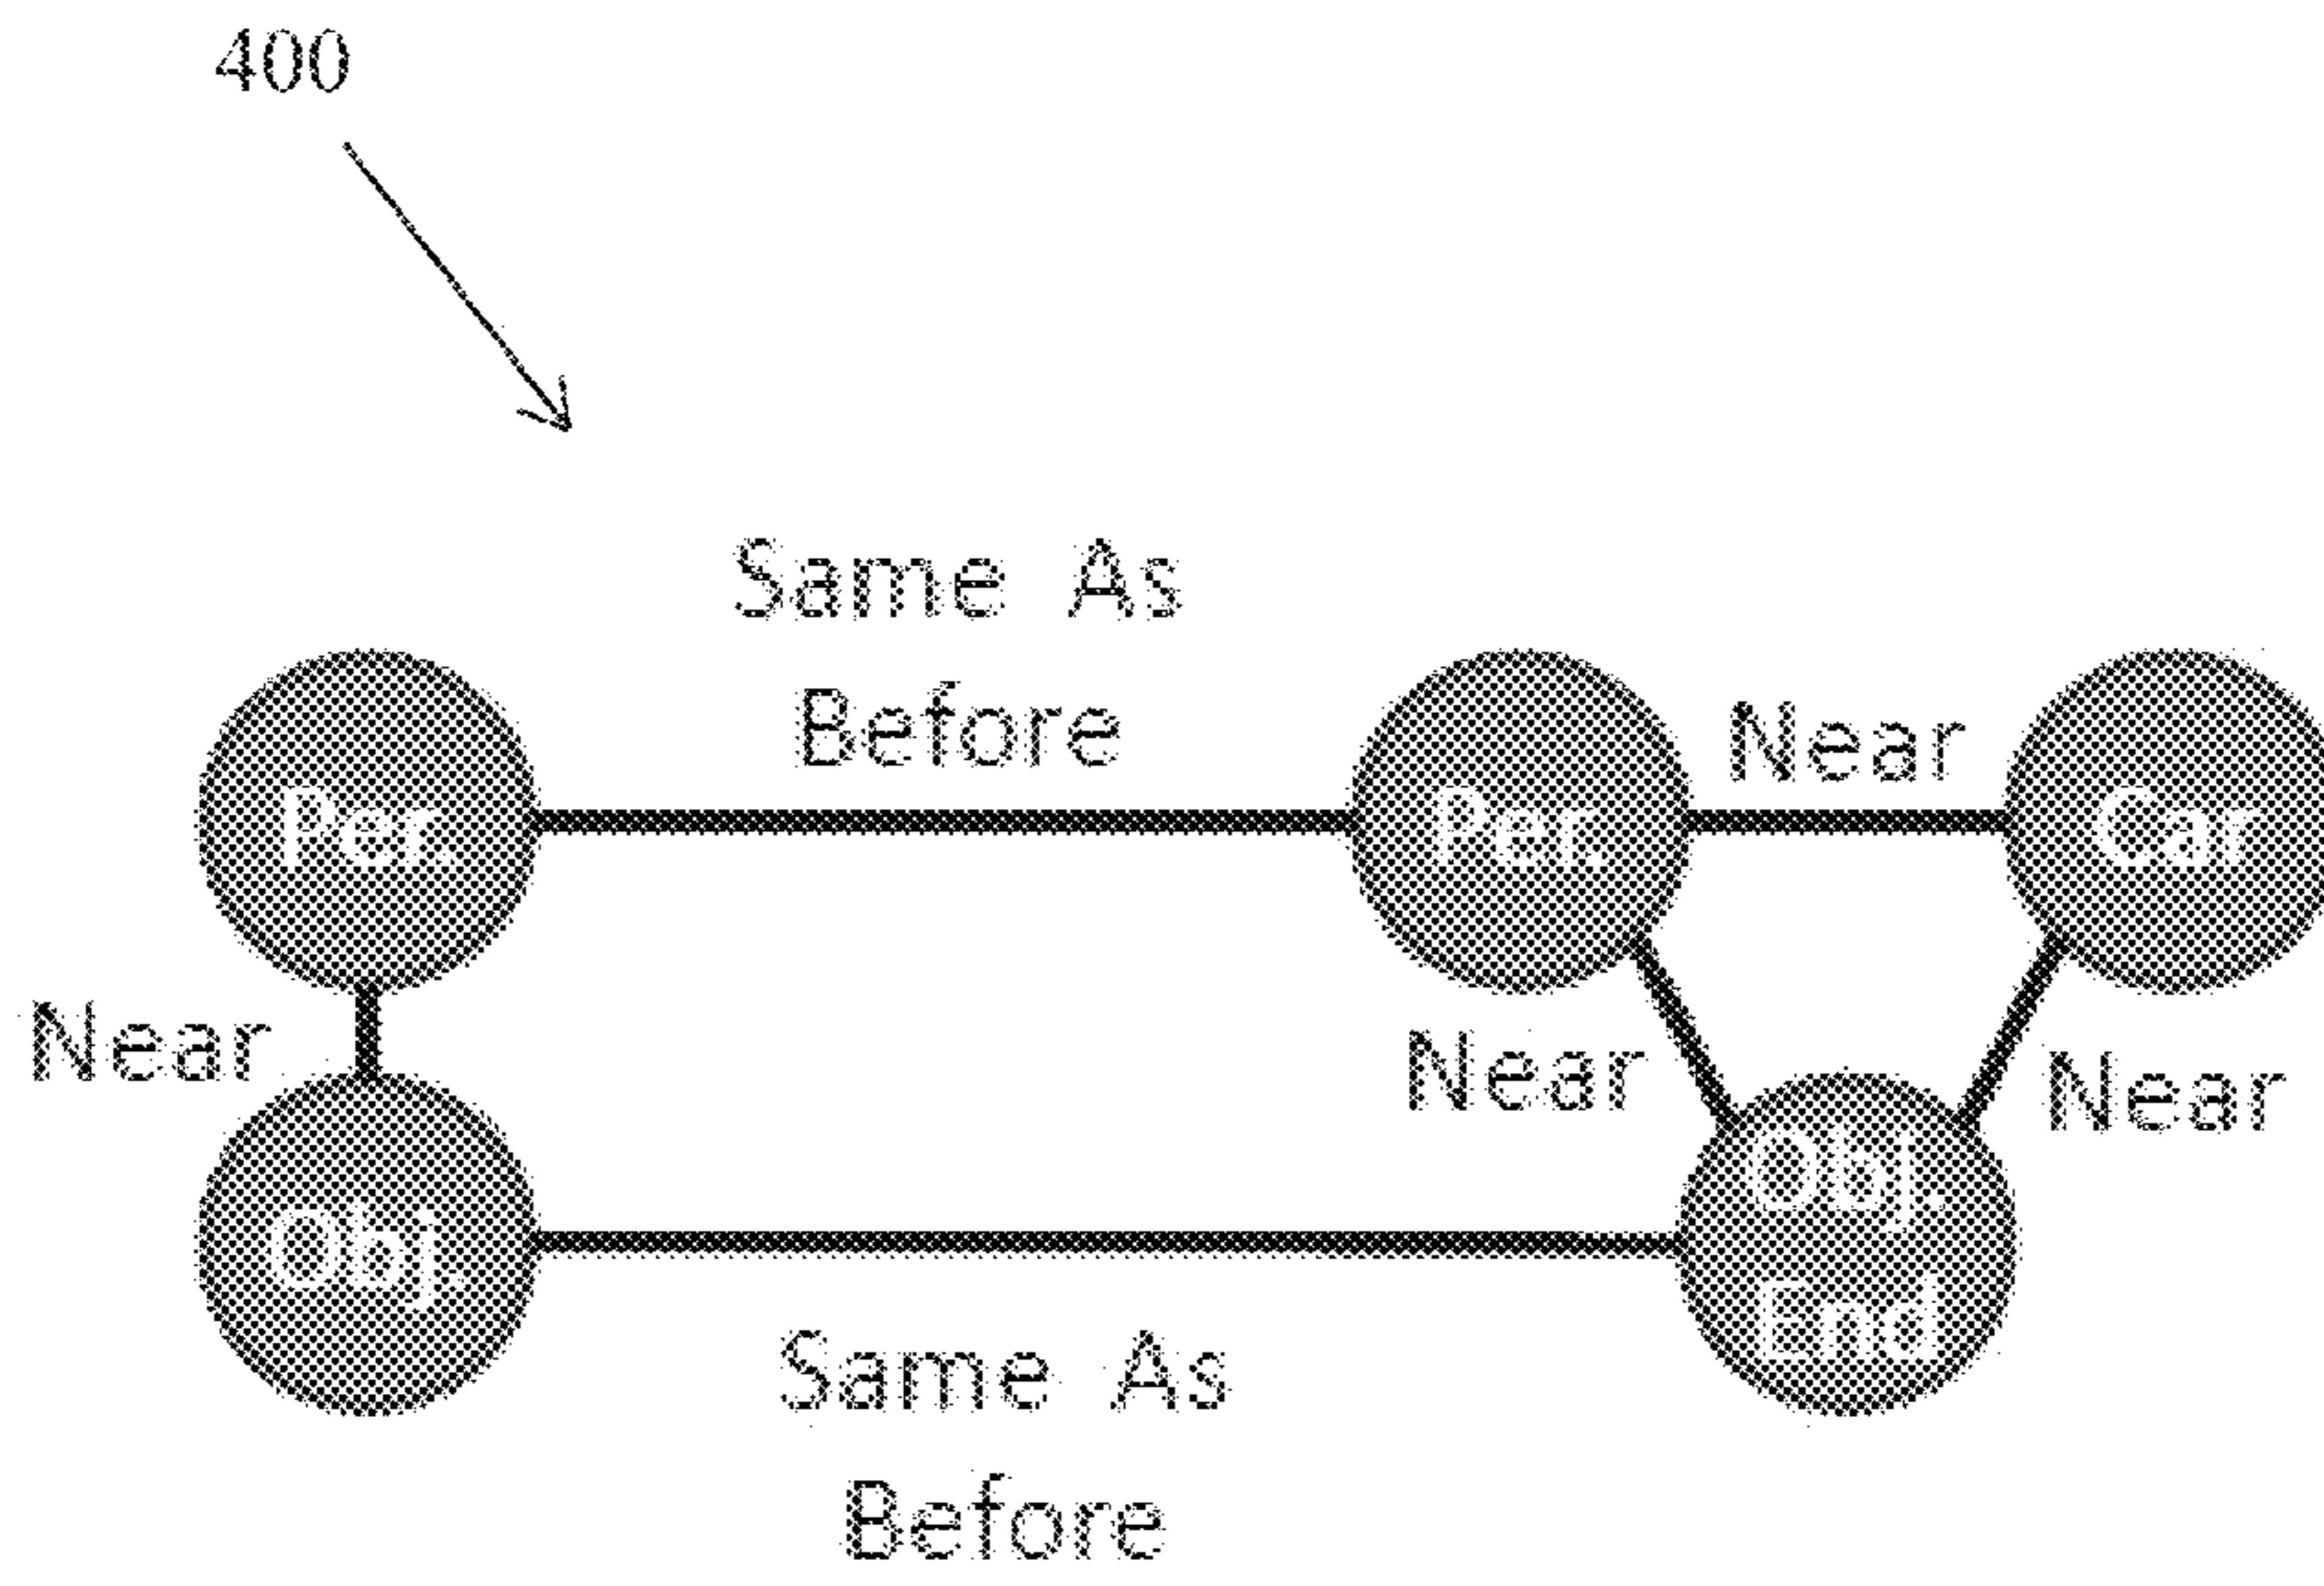 400
Same As
Before
Per.
Per.
Near
Car
Near
Near
Near
Obj.
Obj.
End
Same As
Before